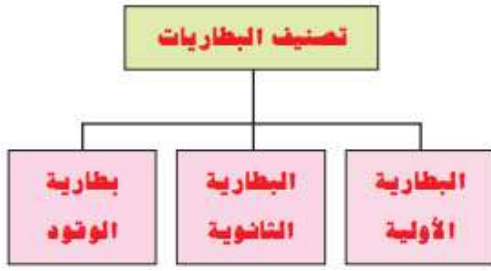 تصنيف البطاريات
البطارية
الأولية
البطارية
الثانوية
بطارية
الوقود